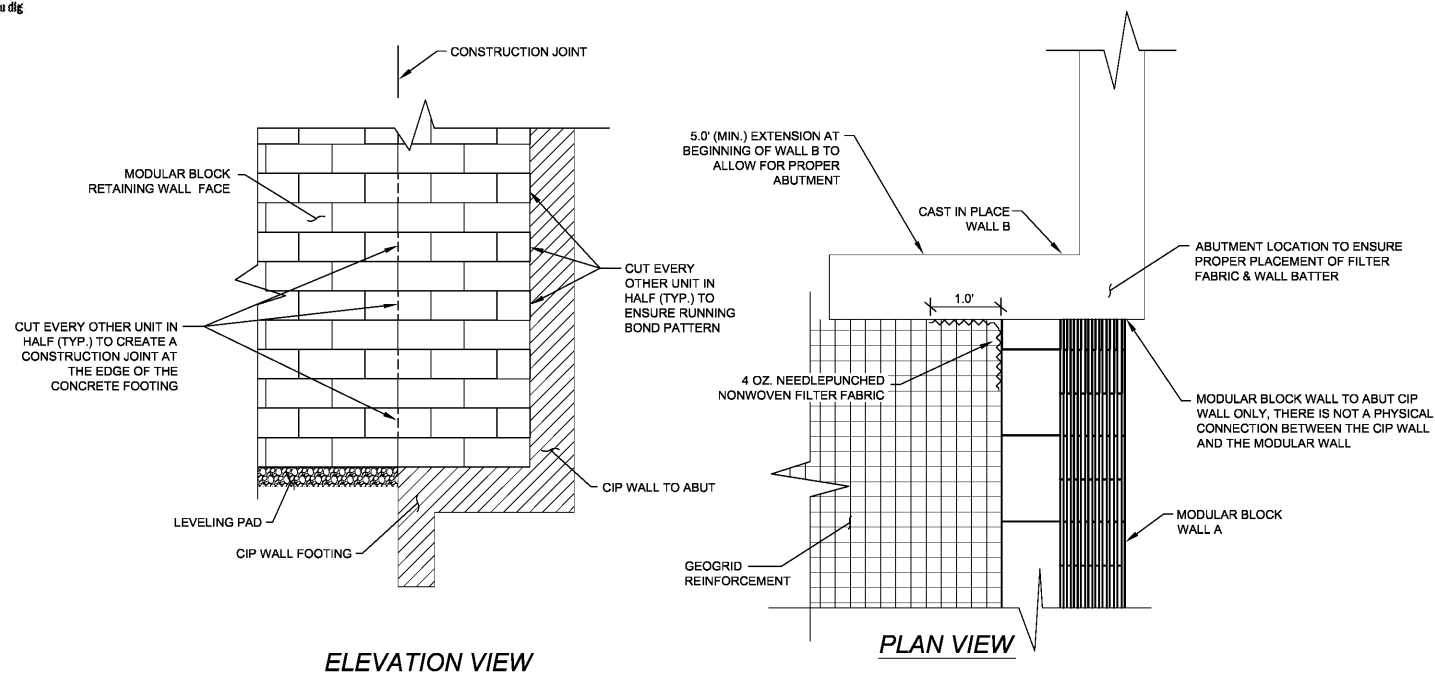 u dig
CONSTRUCTION JOINT
MODULAR BLOCK
RETAINING WALL FACE
CUT EVERY OTHER UNIT IN
HALF (TYP.) TO CREATE A
CONSTRUCTION JOINT AT
THE EDGE OF THE
CONCRETE FOOTING
CUT EVERY
OTHER UNIT IN
HALF (TYP.) TO
ENSURE RUNNING
BOND PATTERN
CIP WALL TO ABUT
LEVELING PAD
CIP WALL FOOTING
ELEVATION VIEW
5.0' (MIN.) EXTENSION AT
BEGINNING OF WALL B TO
ALLOW FOR PROPER
ABUTMENT
CAST IN PLACE
WALL B
ABUTMENT LOCATION TO ENSURE
PROPER PLACEMENT OF FILTER
FABRIC & WALL BATTER
1.0'
4 OZ. NEEDLEPUNCHED
NONWOVEN FILTER FABRIC
MODULAR BLOCK WALL TO ABUT CIP
WALL ONLY, THERE IS NOT A PHYSICAL
CONNECTION BETWEEN THE CIP WALL
AND THE MODULAR WALL
MODULAR BLOCK
WALL A
GEOGRID
REINFORCEMENT
PLAN VIEW